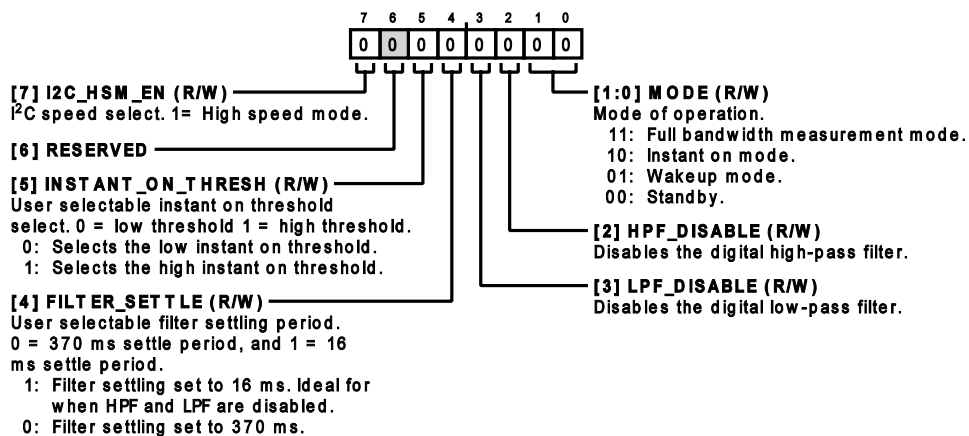 7 6 5 4 3 2 1 0
0 0 0 0 0 0 0 0
[7] I2C_HSM_EN (R/W)
I²C speed select. 1= High speed mode.
[6] RESERVED
[5] INSTANT_ON_THRESH (R/W)
User selectable instant on threshold
select. 0 = low threshold 1 = high threshold.
0: Selects the low instant on threshold.
1: Selects the high instant on threshold.
[4] FILTER_SETTLE (R/W)
User selectable filter settling period.
0 = 370 ms settle period, and 1 = 16
ms settle period.
1: Filter settling set to 16 ms. Ideal for
when HPF and LPF are disabled.
0: Filter settling set to 370 ms.
[1:0] MODE (R/W)
Mode of operation.
11: Full bandwidth measurement mode.
10: Instant on mode.
01: Wakeup mode.
00: Standby.
[2] HPF_DISABLE (R/W)
Disables the digital high-pass filter.
[3] LPF_DISABLE (R/W)
Disables the digital low-pass filter.